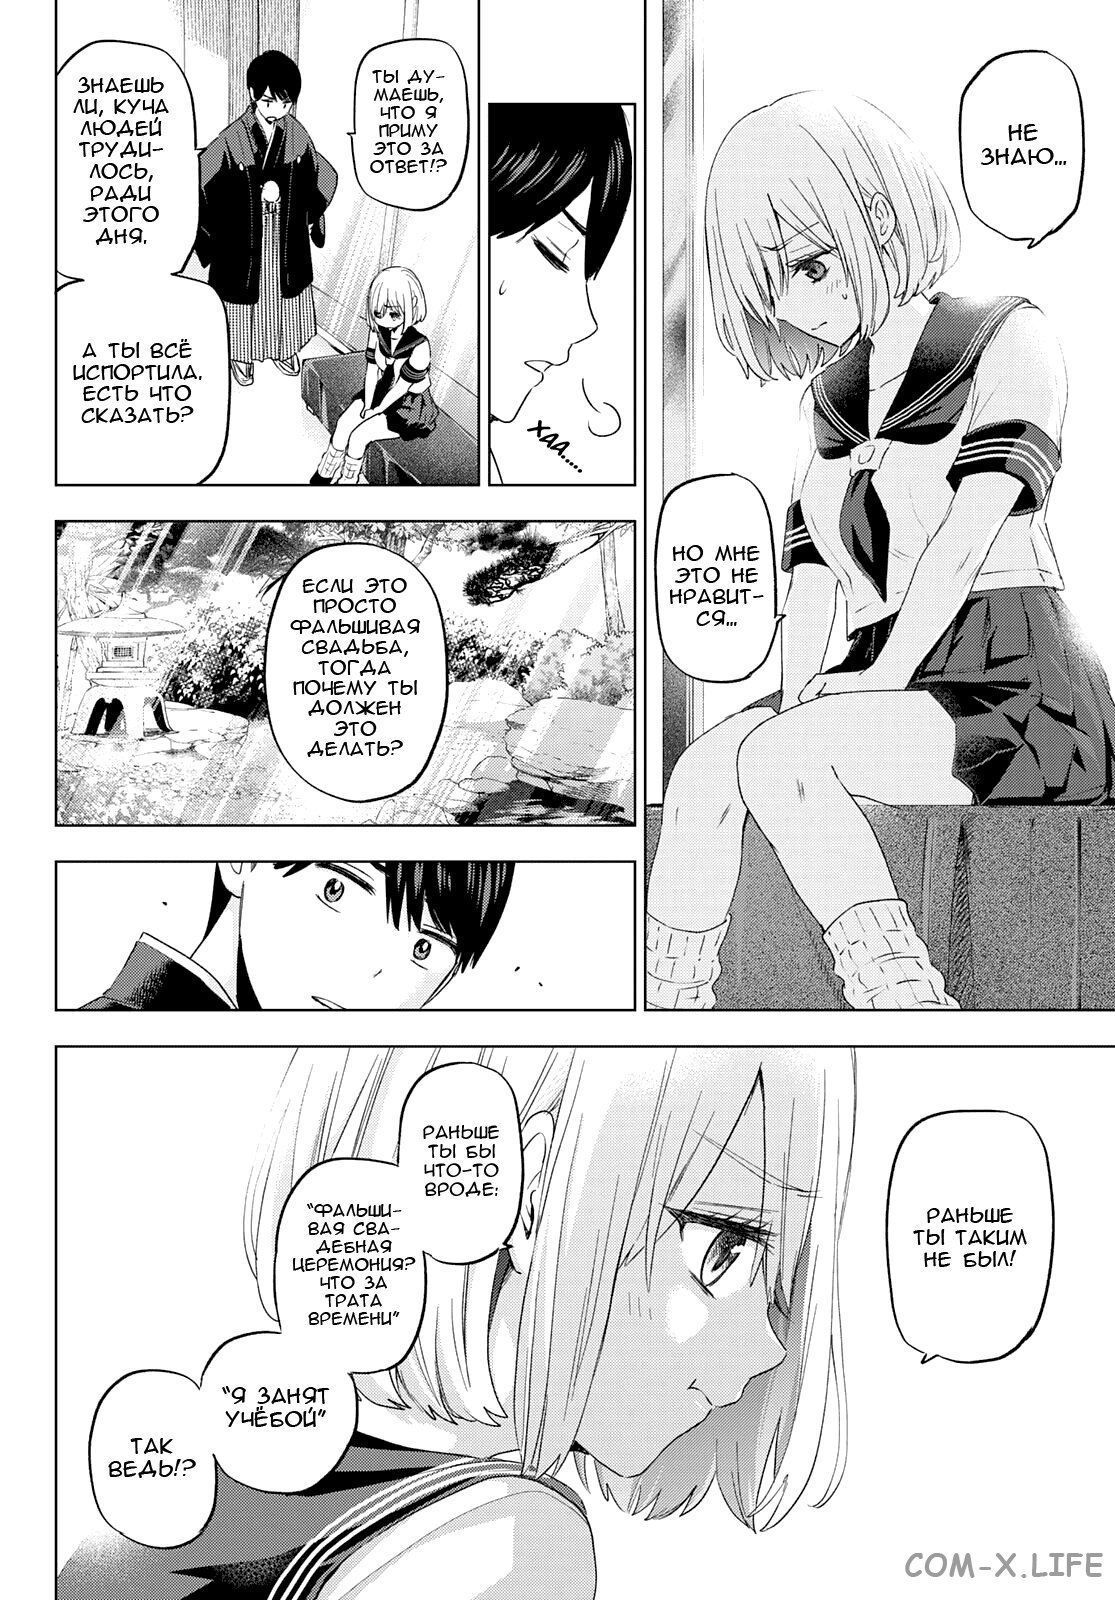 НЕ
ЗНАЮ...
НО МНЕ
ЭТО НЕ
НРАВИТ-
СЯ...
ХАА.....
ТЫ ДУ-
МАЕШЬ,
ЧТО Я
ПРИМУ
ЭТО ЗА
ОТВЕТ!?
ЗНАЕШЬ
ЛИ, КУЧА
ЛЮДЕЙ
ТРУДИ-
ЛОСЬ,
РАДИ
ЭТОГО
ДНЯ.
А ТЫ ВСЁ
ИСПОРТИЛА.
ЕСТЬ ЧТО
СКАЗАТЬ?
ЕСЛИ ЭТО
ПРОСТО
ФАЛЬШИВАЯ
СВАДЬБА,
ТОГДА
ПОЧЕМУ ТЫ
ДОЛЖЕН
ЭТО
ДЕЛАТЬ?
РАНЬШЕ
ТЫ ТАКИМ
НЕ БЫЛ!
РАНЬШЕ
ТЫ БЫ
ЧТО-ТО
ВРОДЕ:
"ФАЛЬШИ-
ВАЯ СВА-
ДЕБНАЯ
ЦЕРЕМОНИЯ?
ЧТО ЗА
ТРАТА
ВРЕМЕНИ"
"Я ЗАНЯТ
УЧЁБОЙ"
ТАК
ВЕДЬ!?
COM-X.LIFE